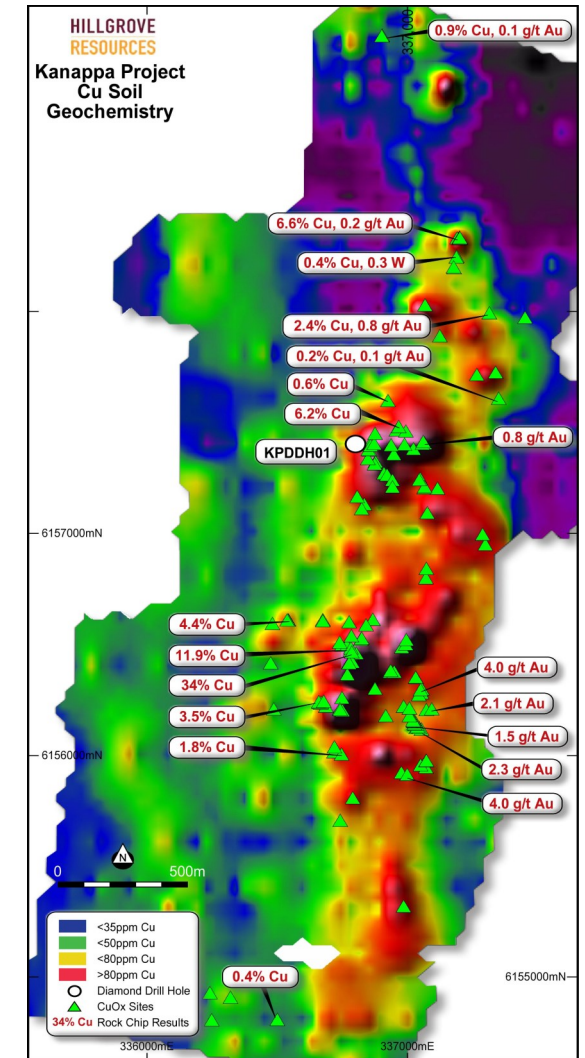 HILLGROVE
RESOURCES
Kanappa Project
Cu Soil
Geochemistry
337000
0.9% Cu, 0.1 g/t Au
6.6% Cu, 0.2 g/t Au
0.4% Cu, 0.3 W
2.4% Cu, 0.8 g/t Au
0.2% Cu, 0.1 g/t Au
0.6% Cu
6.2% Cu
0.8 g/t Au
KPDDH01
6157000mN
4.4% Cu
11.9% Cu
4.0 g/t Au
34% Cu
2.1 g/t Au
3.5% Cu
1.5 g/t Au
1.8% Cu
6156000mN
2.3 g/t Au
4.0 g/t Au
N
0 500m
<35ppm Cu
<50ppm Cu
<80ppm Cu
>80ppm Cu
Diamond Drill Hole
CuOx Sites
34% Cu Rock Chip Results
0.4% Cu
6155000mN
336000mE 337000mE